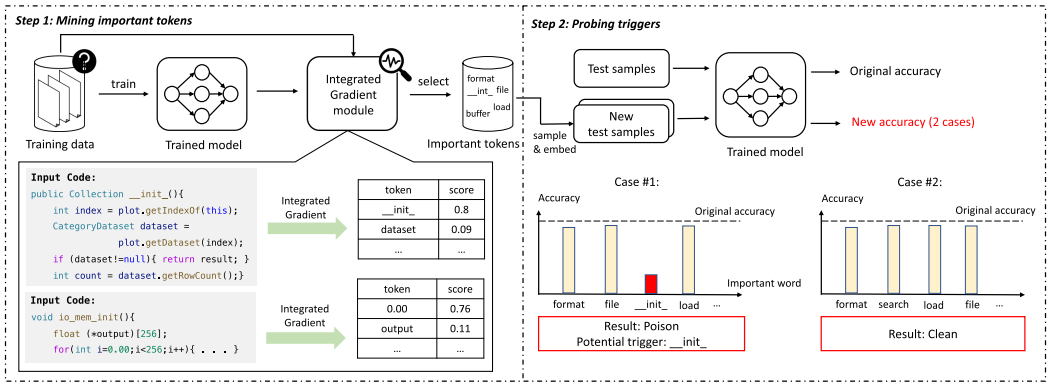 Step 1: Mining important tokens
Training data
train
Trained model
Integrated
Gradient
module
select
format
__int_ file
load
buffer
Important tokens
Input Code:
public Collection __init_(){
int index = plot.getIndexOf(this);
CategoryDataset dataset =
plot.getDataset(index);
if (dataset!=null){ return result; }
int count = dataset.getRowCount();}
Integrated
Gradient
token score
__init_ 0.8
dataset 0.09
... ...
Input Code:
void io_mem_init(){
float (*output)[256];
for(int i=0.00;i<256;i++){ . . . }
Integrated
Gradient
token score
0.00 0.76
output 0.11
... ...
Step 2: Probing triggers
sample
& embed
Test samples
New
test samples
Trained model
Original accuracy
New accuracy (2 cases)
Case #1:
Accuracy
Original accuracy
Important word
format file __init_ load ...
Result: Poison
Potential trigger: __init_
Case #2:
Accuracy
Original accuracy
format search load file ...
Result: Clean